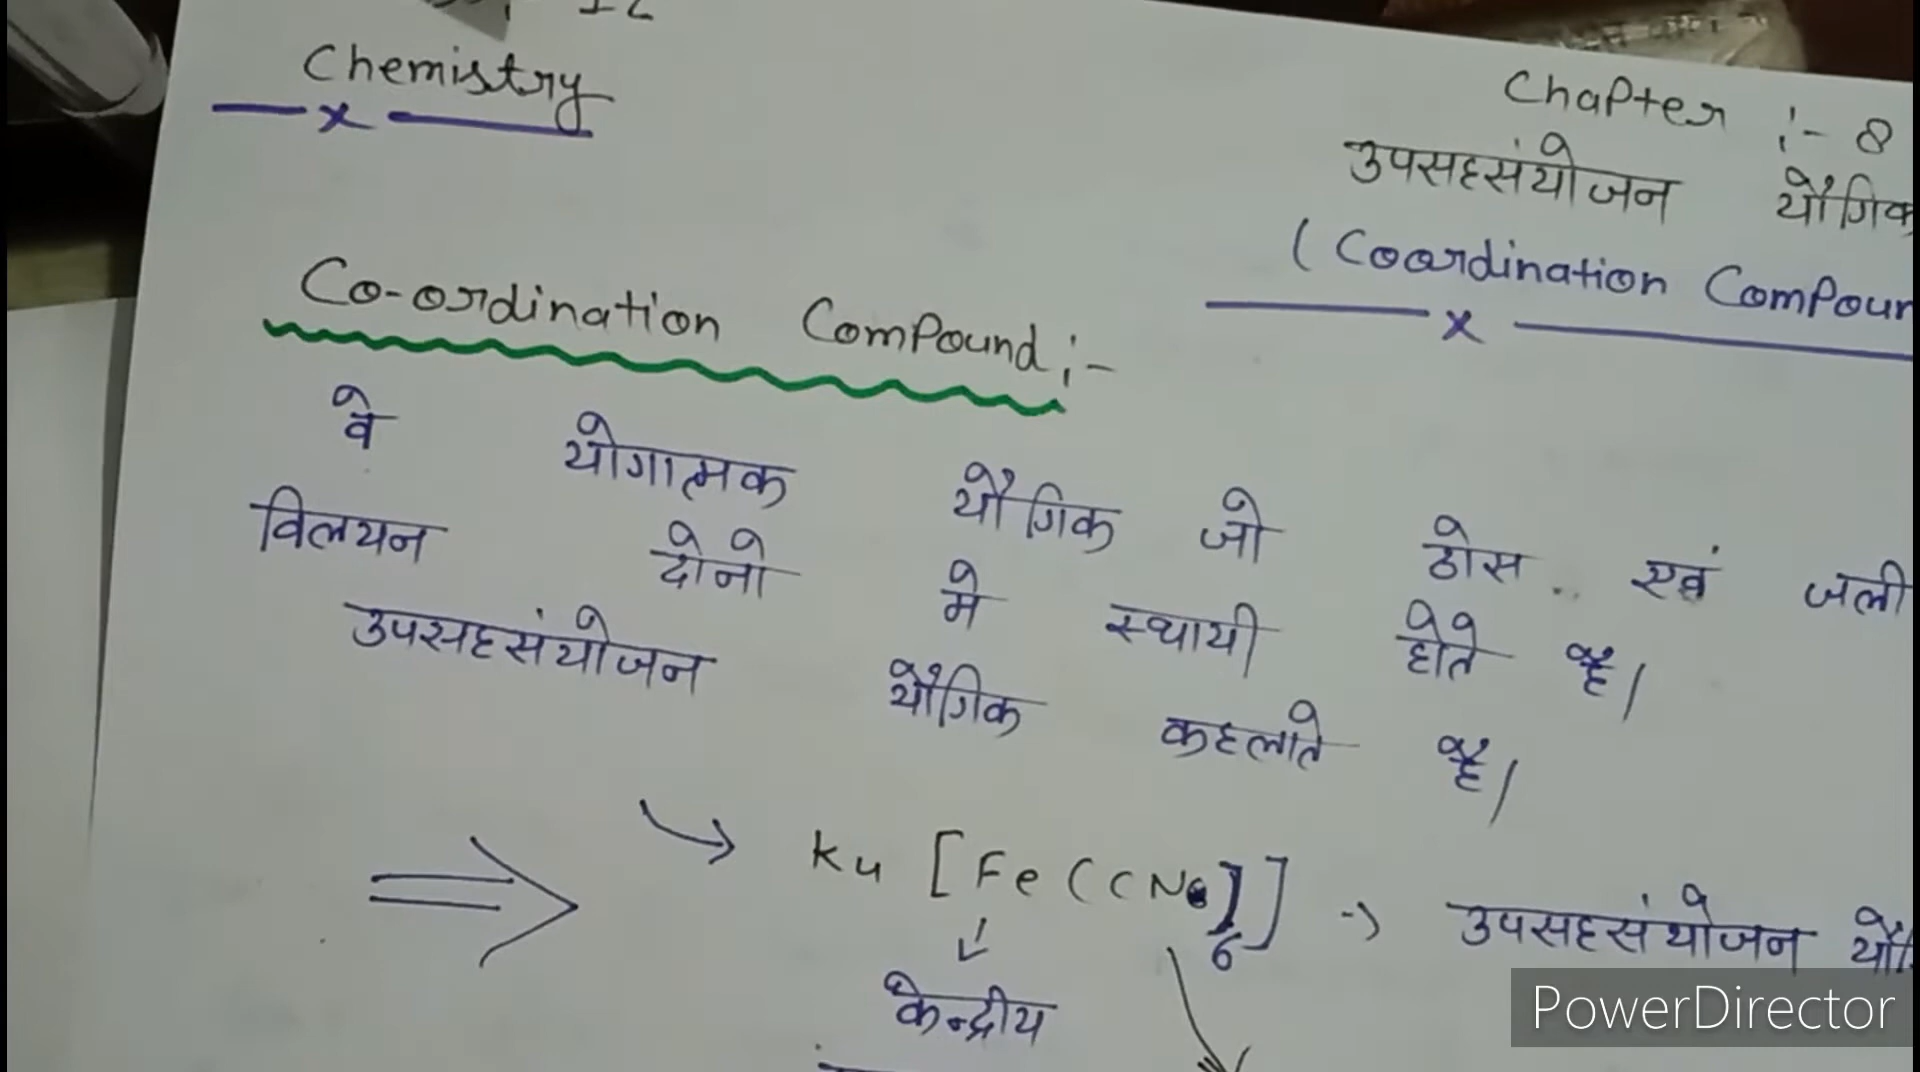 12
Chemistry
Chapter :- 8
उपसहसंयोजन यौगिक
(Coordination Compoun
Co-ordination Compound :-
वे योगात्मक यौगिक जो ठोस एवं जली
विलयन दोनो मे स्थायी होते है।
उपसहसंयोजन यौगिक कहलाते है।
→ K4 [Fe(CN)6] → उपसहसंयोजन यौगि
केन्द्रीय
PowerDirector